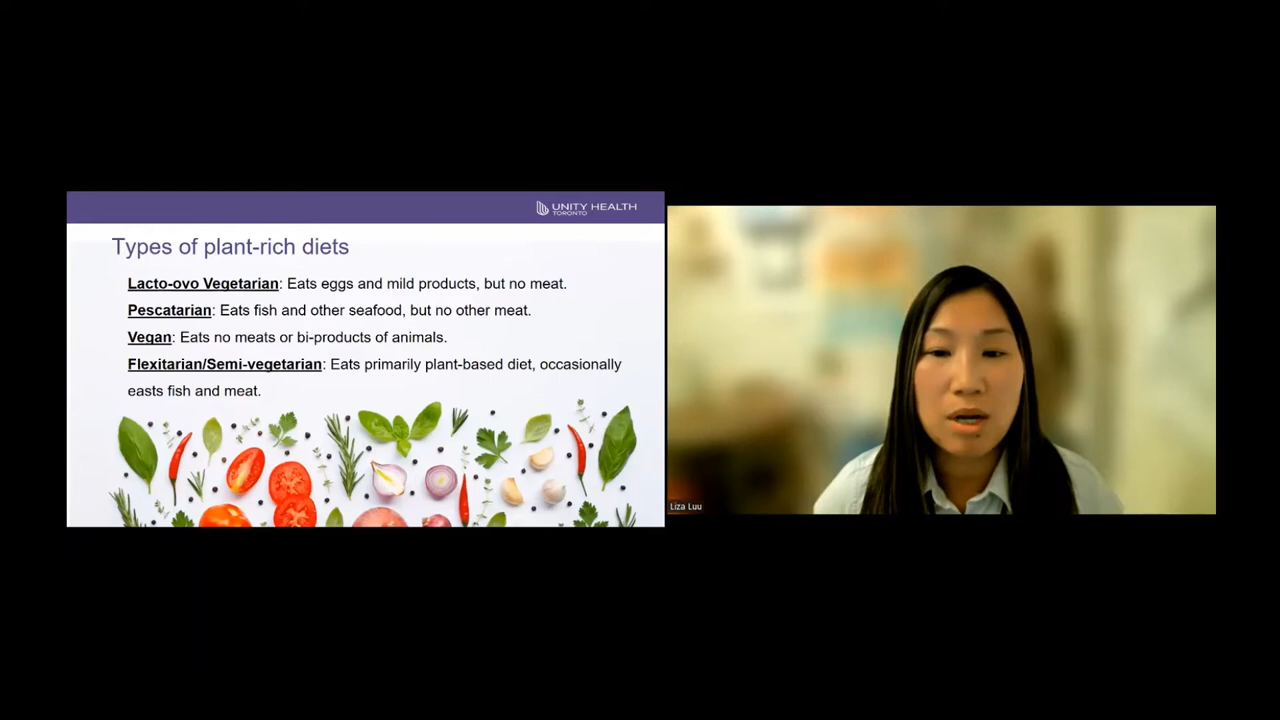 UNITY HEALTH
TORONTO
Types of plant-rich diets
Lacto-ovo Vegetarian: Eats eggs and mild products, but no meat.
Pescatarian: Eats fish and other seafood, but no other meat.
Vegan: Eats no meats or bi-products of animals.
Flexitarian/Semi-vegetarian: Eats primarily plant-based diet, occasionally
easts fish and meat.
Liza Luu